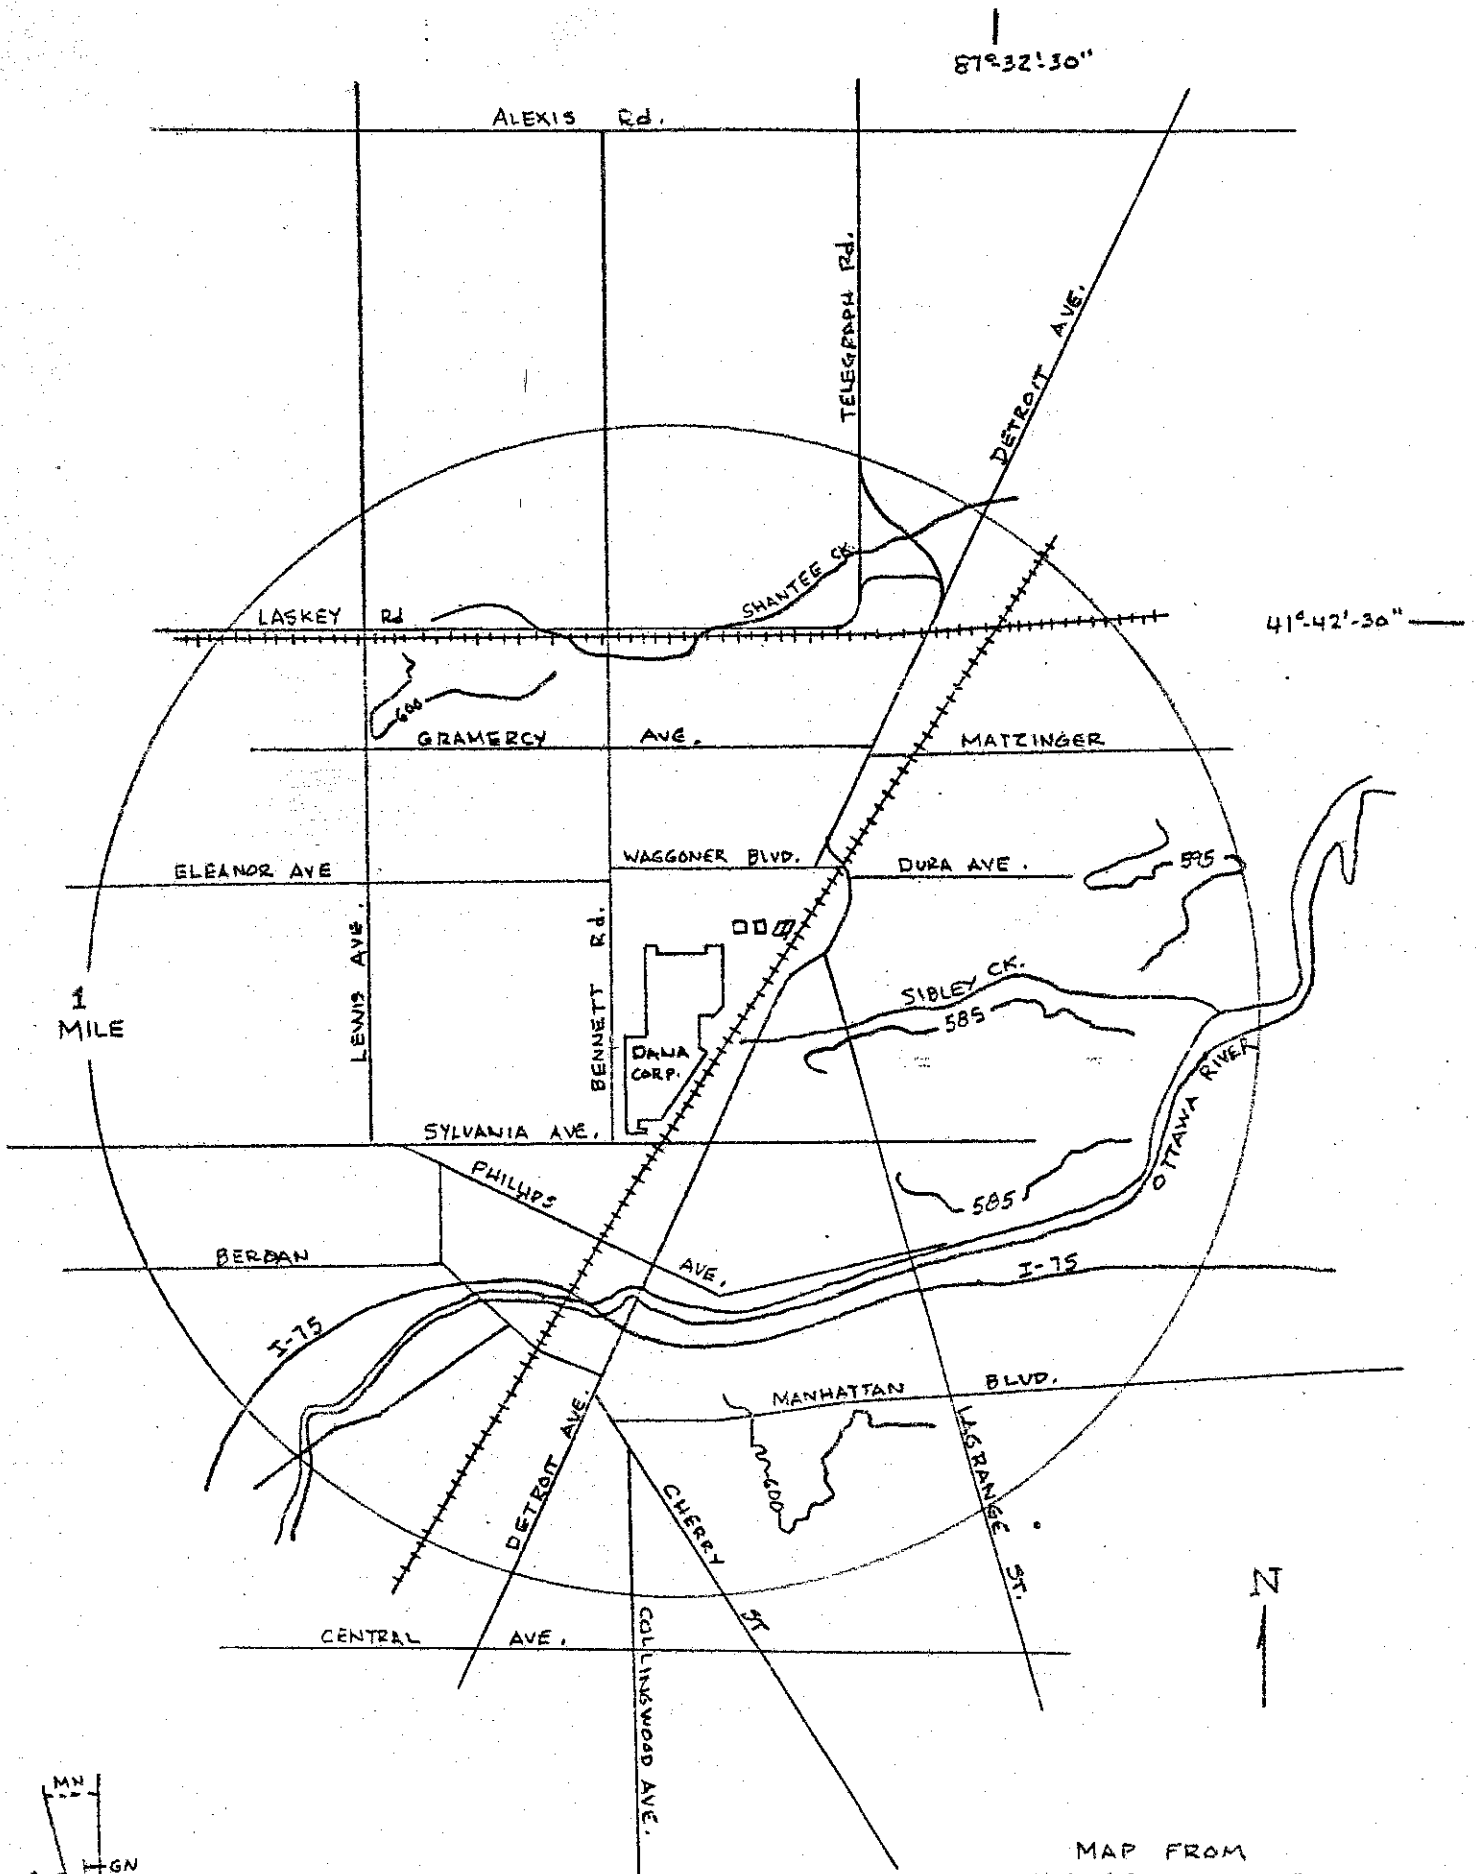 87°-32'-30"
ALEXIS Rd.
TELEGRAPH Rd.
DETROIT AVE.
SHANTEE CK.
LASKEY Rd
41°-42'-30"
600
GRAMERCY AVE.
MATZINGER
WAGGONER BLVD.
DURA AVE.
595
ELEANOR AVE
LEWIS AVE.
BENNETT Rd.
1
MILE
SIBLEY CK.
585
DANA
CORP.
OTTAWA RIVER
SYLVANIA AVE.
PHILLIPS AVE.
585
BERDAN
I-75
I-75
MANHATTAN BLVD.
DETROIT AVE.
CHERRY ST
600
LAGRANGE ST.
N
CENTRAL AVE.
COLLINGWOOD AVE.
MN
GN
MAP FROM